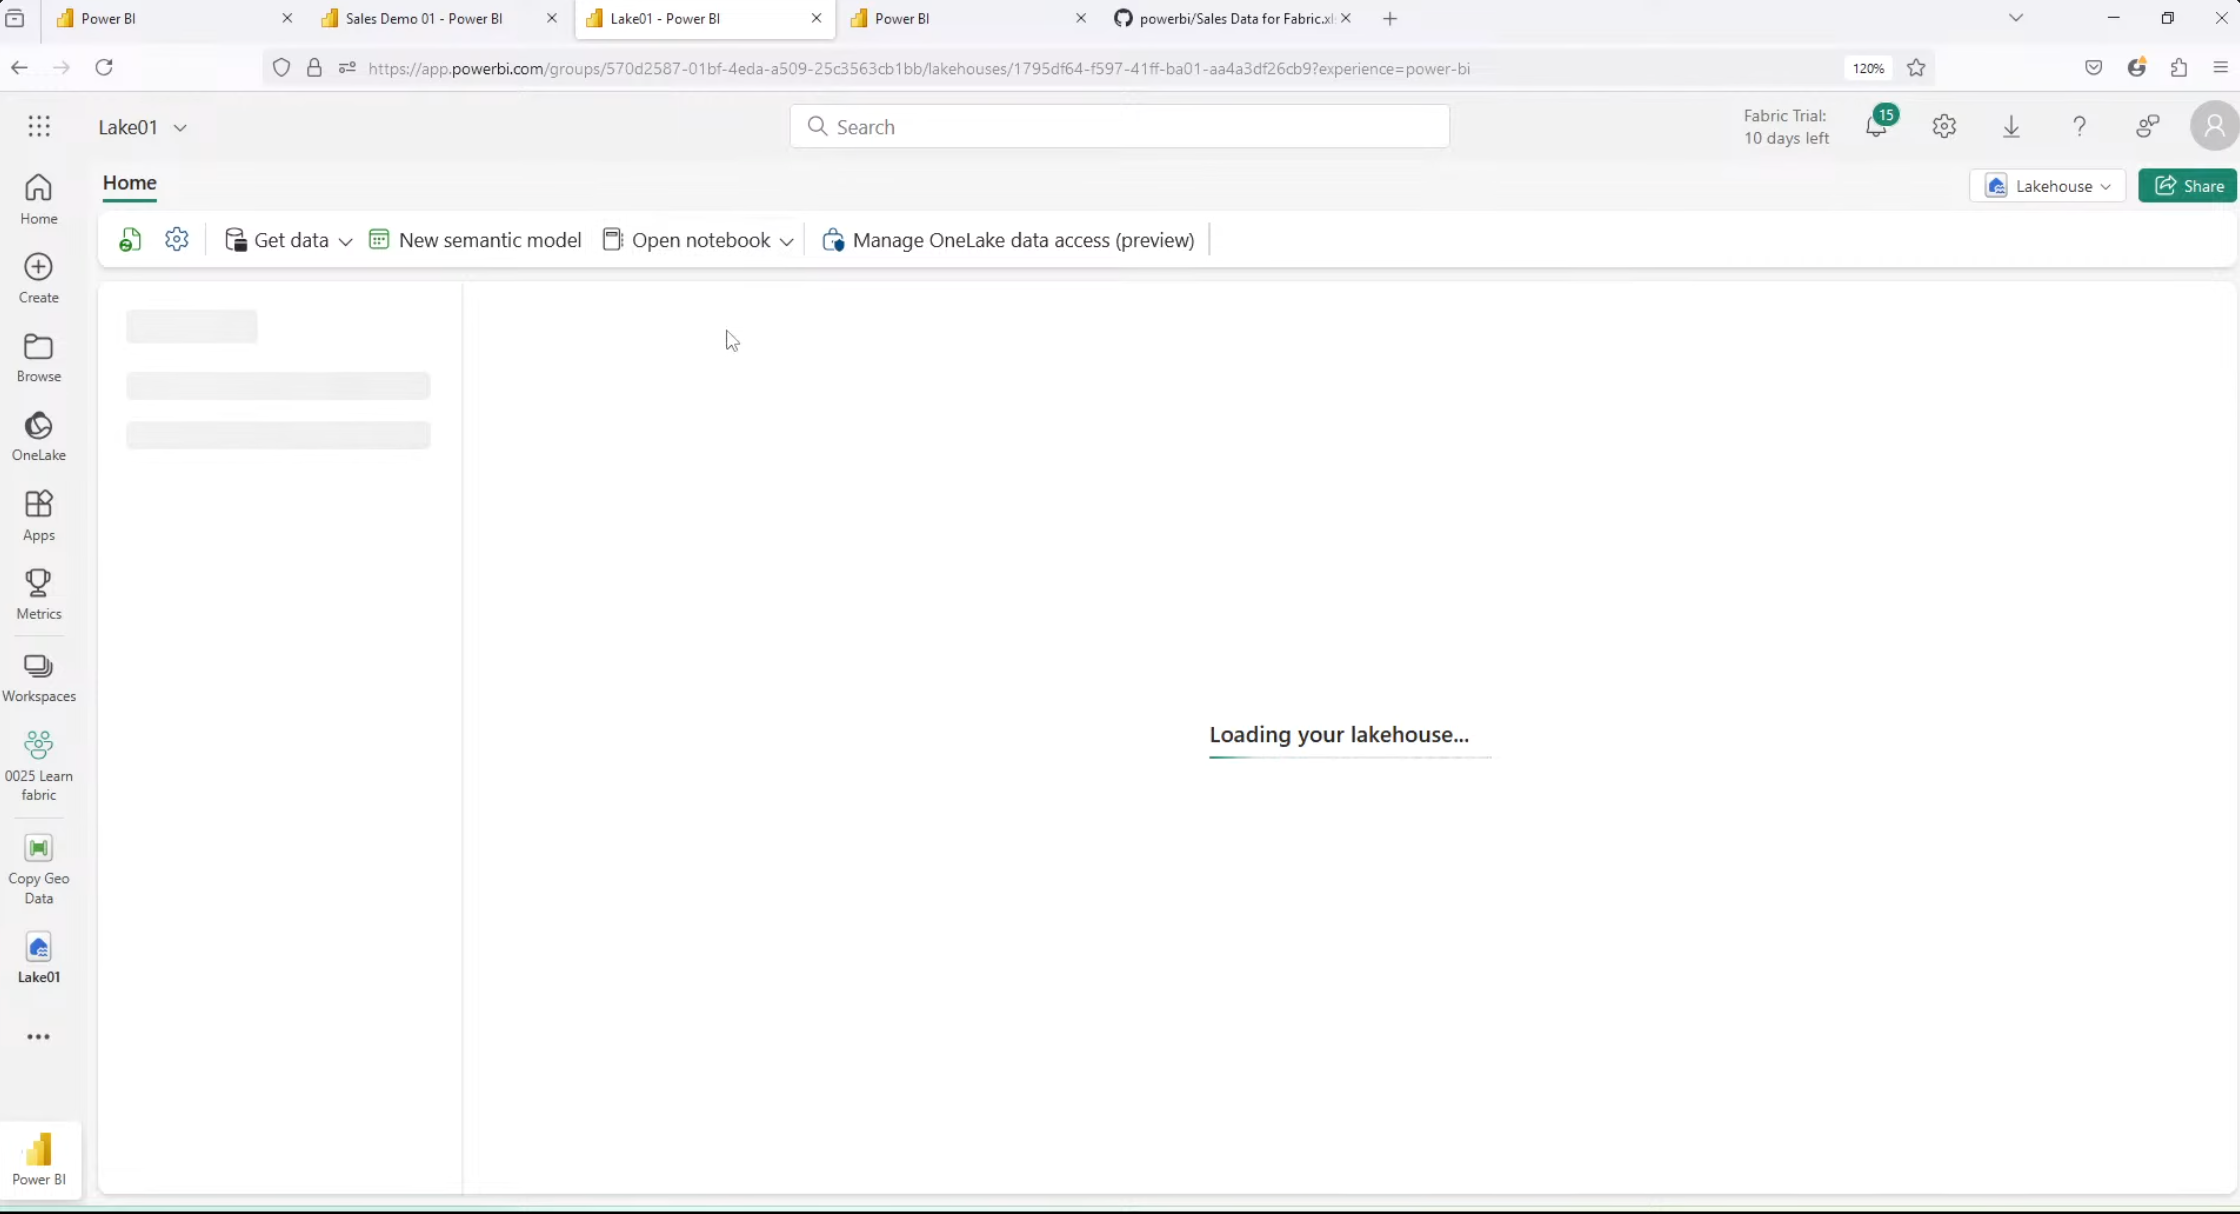 Power BI
Sales Demo 01 - Power BI
Lake01 - Power BI
Power BI
powerbi/Sales Data for Fabric.xl
https://app.powerbi.com/groups/570d2587-01bf-4eda-a509-25c3563cb1bb/lakehouses/1795df64-f597-41ff-ba01-aa4a3df26cb9?experience=power-bi
120%
Lake01
Search
Fabric Trial:
10 days left
15
Home
Lakehouse
Share
Get data
New semantic model
Open notebook
Manage OneLake data access (preview)
Home
Create
Browse
OneLake
Apps
Metrics
Workspaces
0025 Learn
fabric
Copy Geo
Data
Lake01
Power BI
Loading your lakehouse...